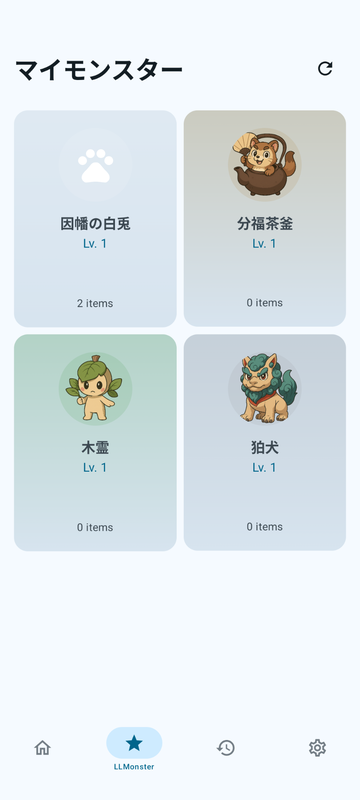 マイモンスター
因幡の白兎
Lv. 1
2 items
分福茶釜
Lv. 1
0 items
木霊
Lv. 1
0 items
狛犬
Lv. 1
0 items
LLMonster